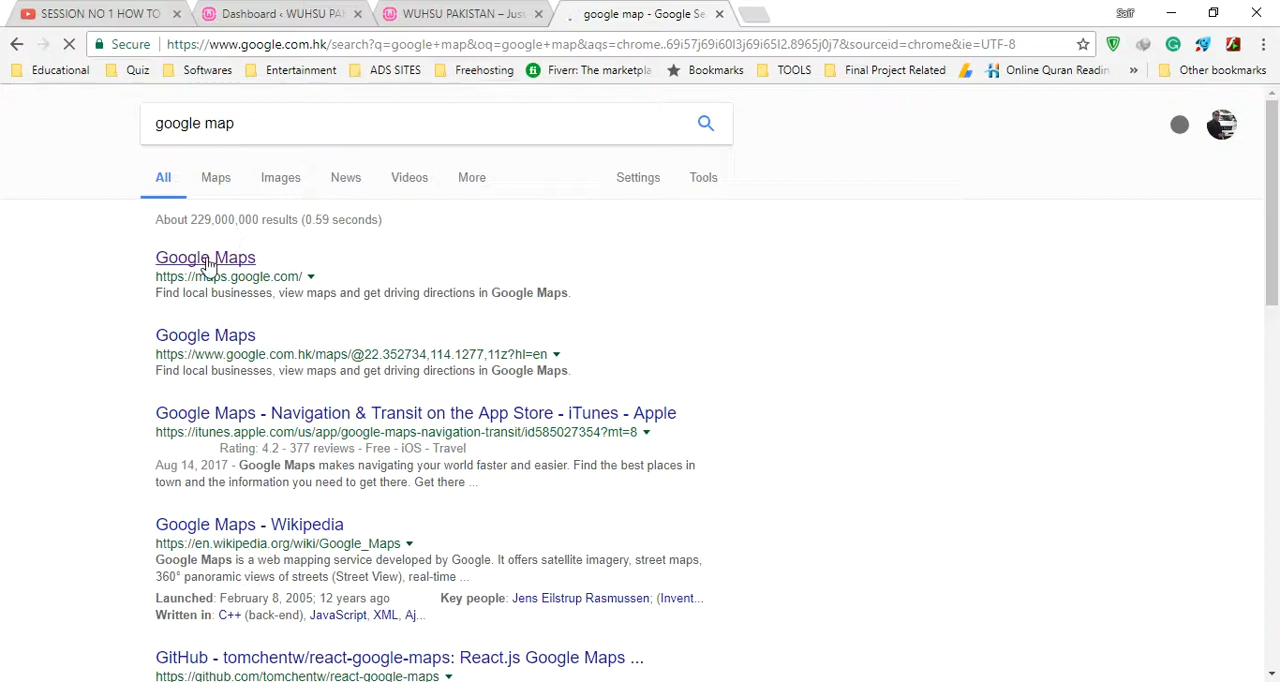 SESSION NO 1 HOW TO
Dashboard ‹ WUHSU PA
WUHSU PAKISTAN – Jus
google map - Google Se
Saif
Secure
https://www.google.com.hk/search?q=google+map&oq=google+map&aqs=chrome..69i57j69i60l3j69i65l2.8965j0j7&sourceid=chrome&ie=UTF-8
Educational
Quiz
Softwares
Entertainment
ADS SITES
Freehosting
Fiverr: The marketpla
Bookmarks
TOOLS
Final Project Related
Online Quran Readin
»
Other bookmarks
google map
All Maps Images News Videos More Settings Tools
About 229,000,000 results (0.59 seconds)
Google Maps
https://maps.google.com/
Find local businesses, view maps and get driving directions in Google Maps.
Google Maps
https://www.google.com.hk/maps/@22.352734,114.1277,11z?hl=en
Find local businesses, view maps and get driving directions in Google Maps.
Google Maps - Navigation & Transit on the App Store - iTunes - Apple
https://itunes.apple.com/us/app/google-maps-navigation-transit/id585027354?mt=8
Rating: 4.2 - 377 reviews - Free - iOS - Travel
Aug 14, 2017 - Google Maps makes navigating your world faster and easier. Find the best places in
town and the information you need to get there. Get there ...
Google Maps - Wikipedia
https://en.wikipedia.org/wiki/Google_Maps
Google Maps is a web mapping service developed by Google. It offers satellite imagery, street maps,
360° panoramic views of streets (Street View), real-time ...
Launched: February 8, 2005; 12 years ago Key people: Jens Eilstrup Rasmussen; (Invent...
Written in: C++ (back-end), JavaScript, XML, Aj...
GitHub - tomchentw/react-google-maps: React.js Google Maps ...
https://github.com/tomchentw/react-google-maps